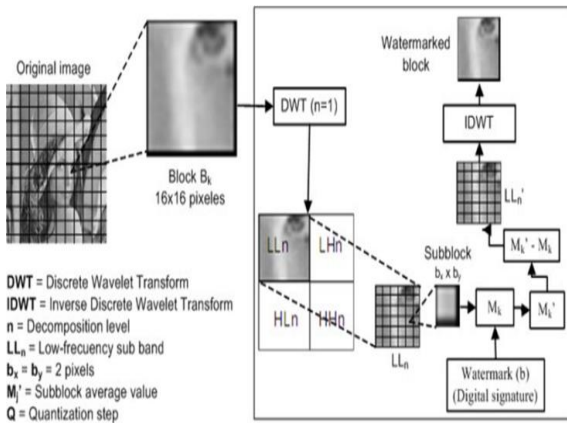 Original image
Block Bk
16x16 pixeles
DWT (n=1)
Watermarked
block
IDWT
LLn'
Mk' - Mk
LLn
LHn
HLn
HHn
Subblock
bx x by
LLn
Mk
Mk'
Watermark (b)
(Digital signature)
DWT = Discrete Wavelet Transform
IDWT = Inverse Discrete Wavelet Transform
n = Decomposition level
LLn = Low-frecuency sub band
bx = by = 2 pixels
Mj' = Subblock average value
Q = Quantization step